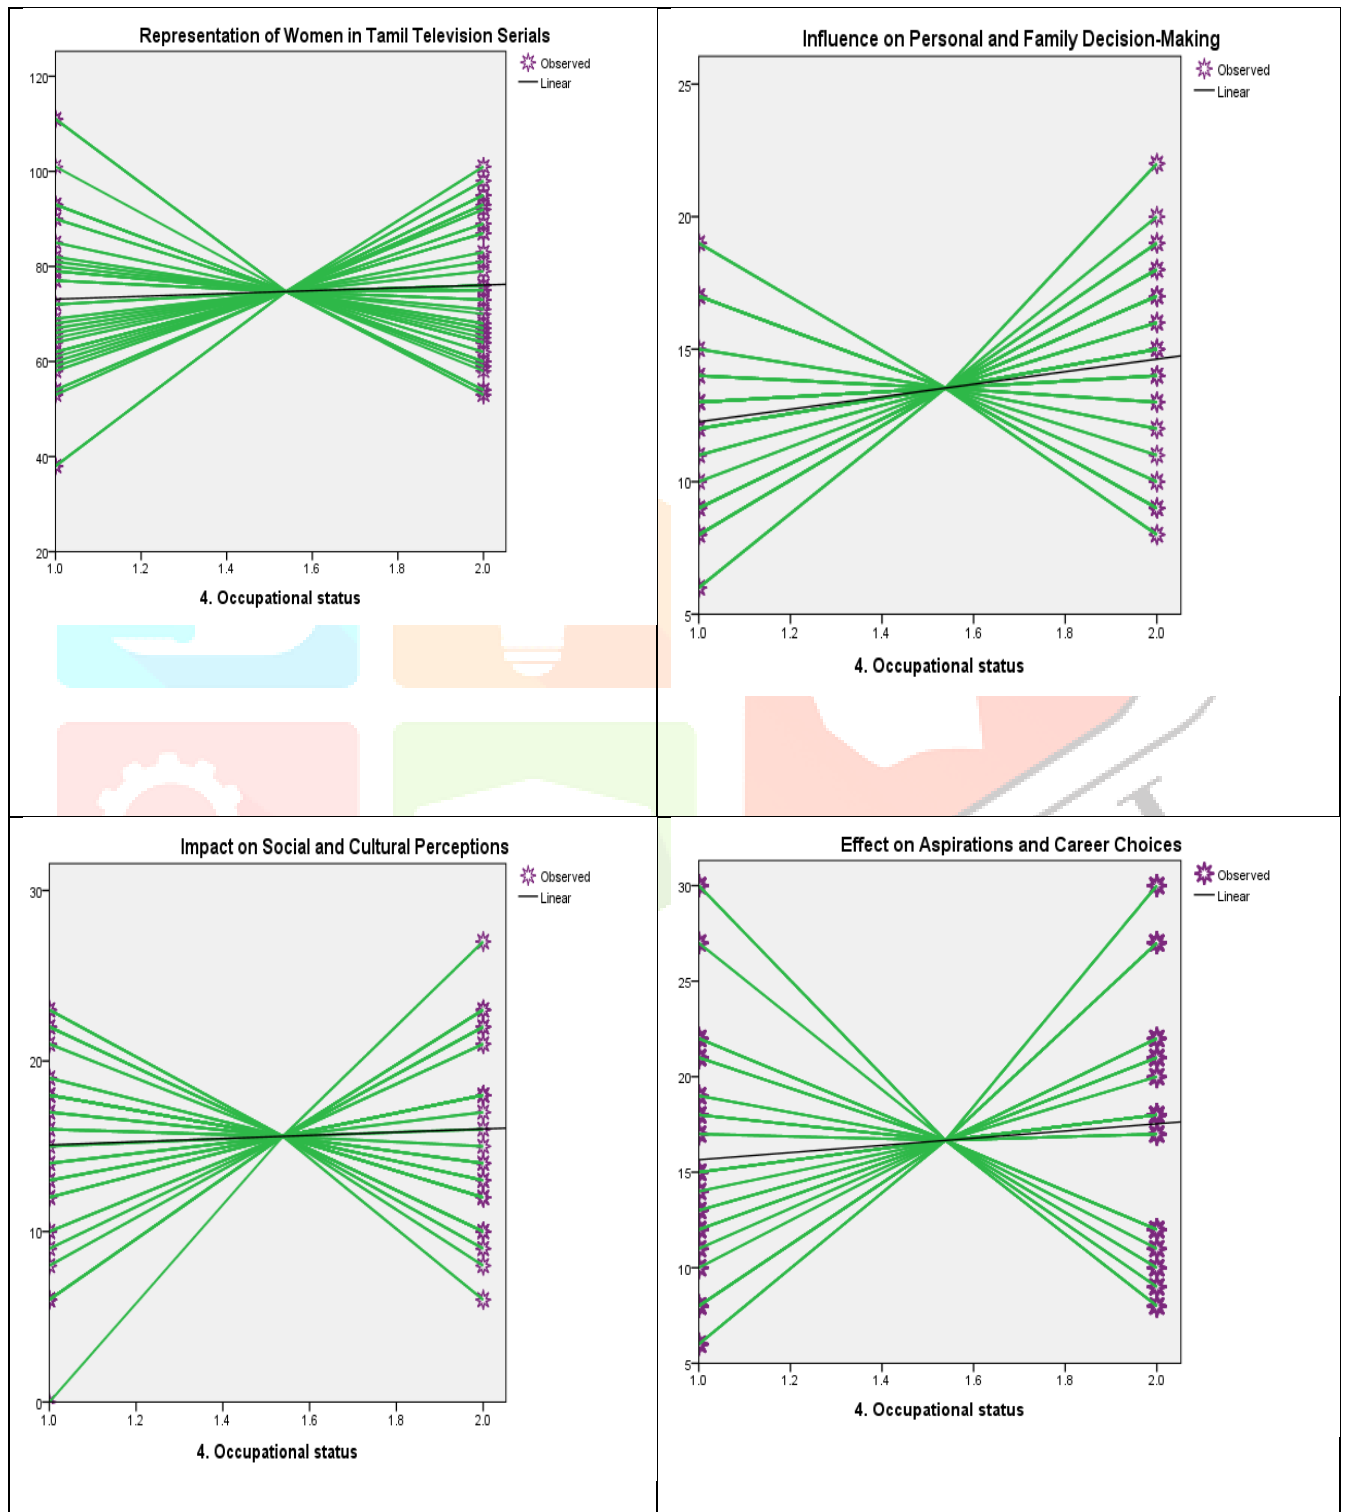 Representation of Women in Tamil Television Serials
Observed
Linear
120
100
80
60
40
20
1.0 1.2 1.4 1.6 1.8 2.0
4. Occupational status
Influence on Personal and Family Decision-Making
Observed
Linear
25
20
15
10
5
1.0 1.2 1.4 1.6 1.8 2.0
4. Occupational status
Impact on Social and Cultural Perceptions
Observed
Linear
30
20
10
0
1.0 1.2 1.4 1.6 1.8 2.0
4. Occupational status
Effect on Aspirations and Career Choices
Observed
Linear
30
25
20
15
10
5
1.0 1.2 1.4 1.6 1.8 2.0
4. Occupational status